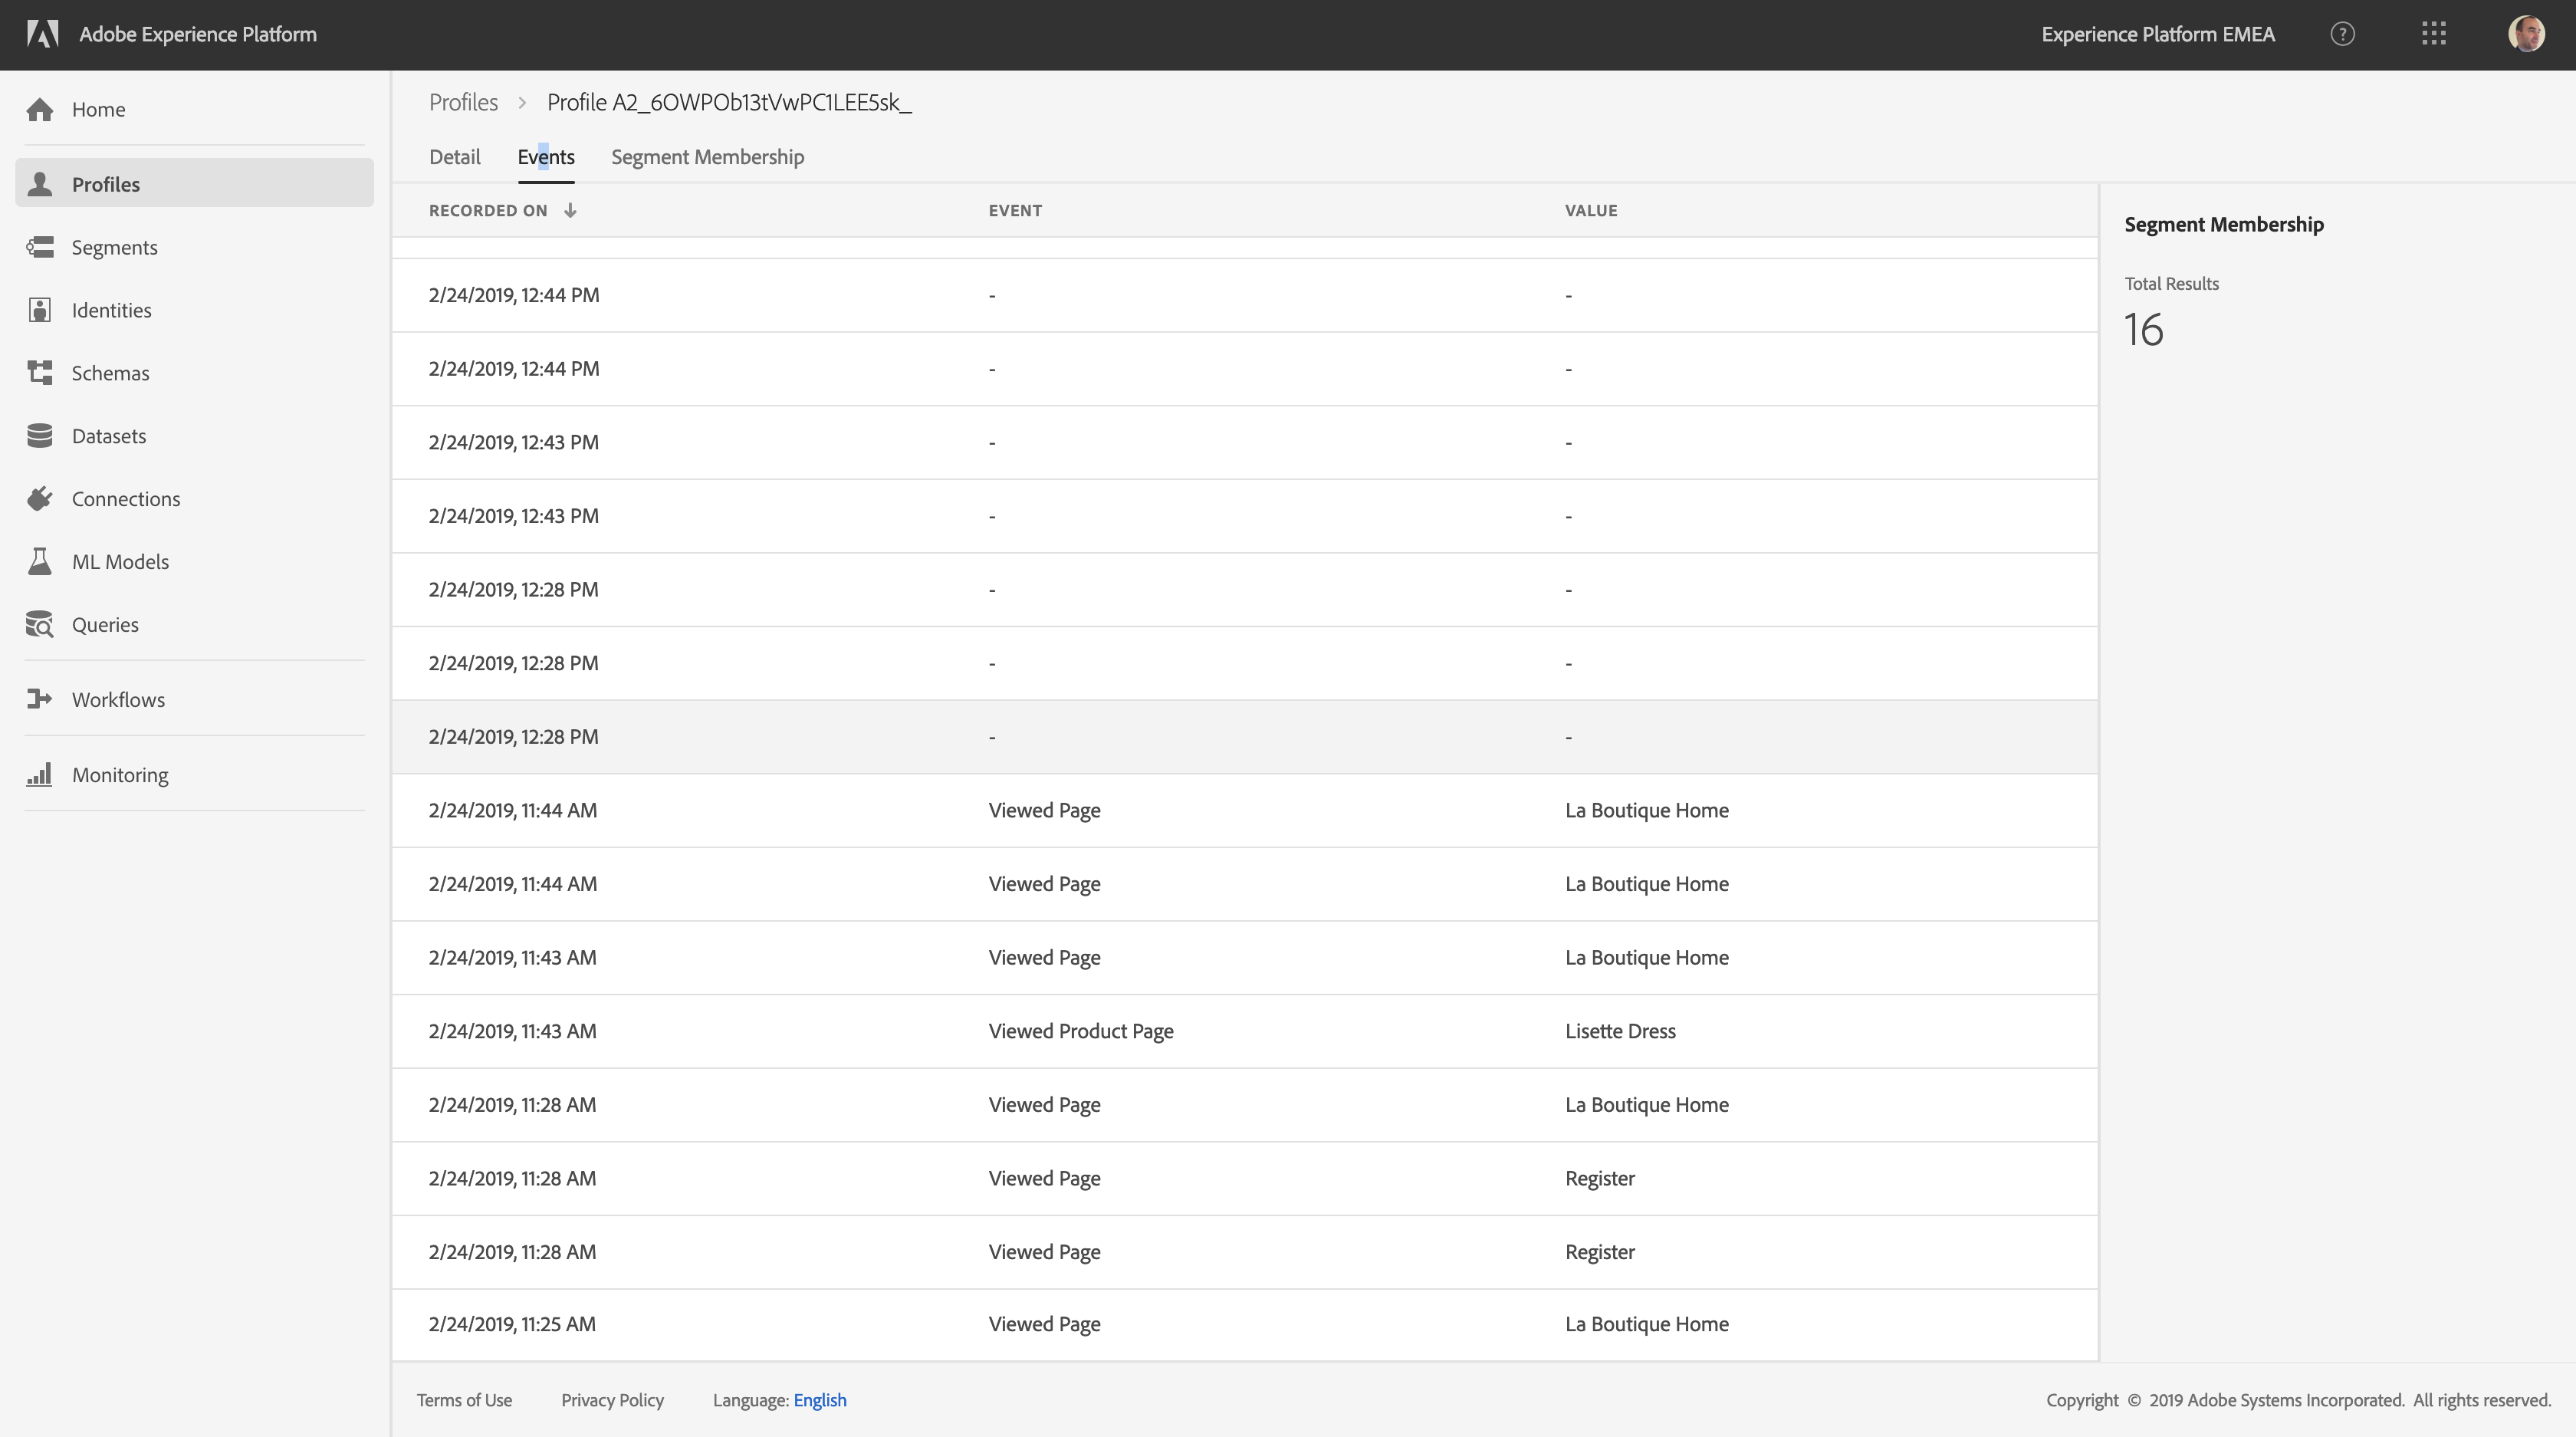 Adobe Experience Platform
Experience Platform EMEA
?
Home
Profiles
Segments
Identities
Schemas
Datasets
Connections
ML Models
Queries
Workflows
Monitoring
Profiles > Profile A2_6OWPOb13tVwPC1LEE5sk_
Detail Events Segment Membership
RECORDED ON ↓ EVENT VALUE
2/24/2019, 12:44 PM - -
2/24/2019, 12:44 PM - -
2/24/2019, 12:43 PM - -
2/24/2019, 12:43 PM - -
2/24/2019, 12:28 PM - -
2/24/2019, 12:28 PM - -
2/24/2019, 12:28 PM - -
2/24/2019, 11:44 AM Viewed Page La Boutique Home
2/24/2019, 11:44 AM Viewed Page La Boutique Home
2/24/2019, 11:43 AM Viewed Page La Boutique Home
2/24/2019, 11:43 AM Viewed Product Page Lisette Dress
2/24/2019, 11:28 AM Viewed Page La Boutique Home
2/24/2019, 11:28 AM Viewed Page Register
2/24/2019, 11:28 AM Viewed Page Register
2/24/2019, 11:25 AM Viewed Page La Boutique Home
Segment Membership
Total Results
16
Terms of Use Privacy Policy Language: English
Copyright © 2019 Adobe Systems Incorporated. All rights reserved.